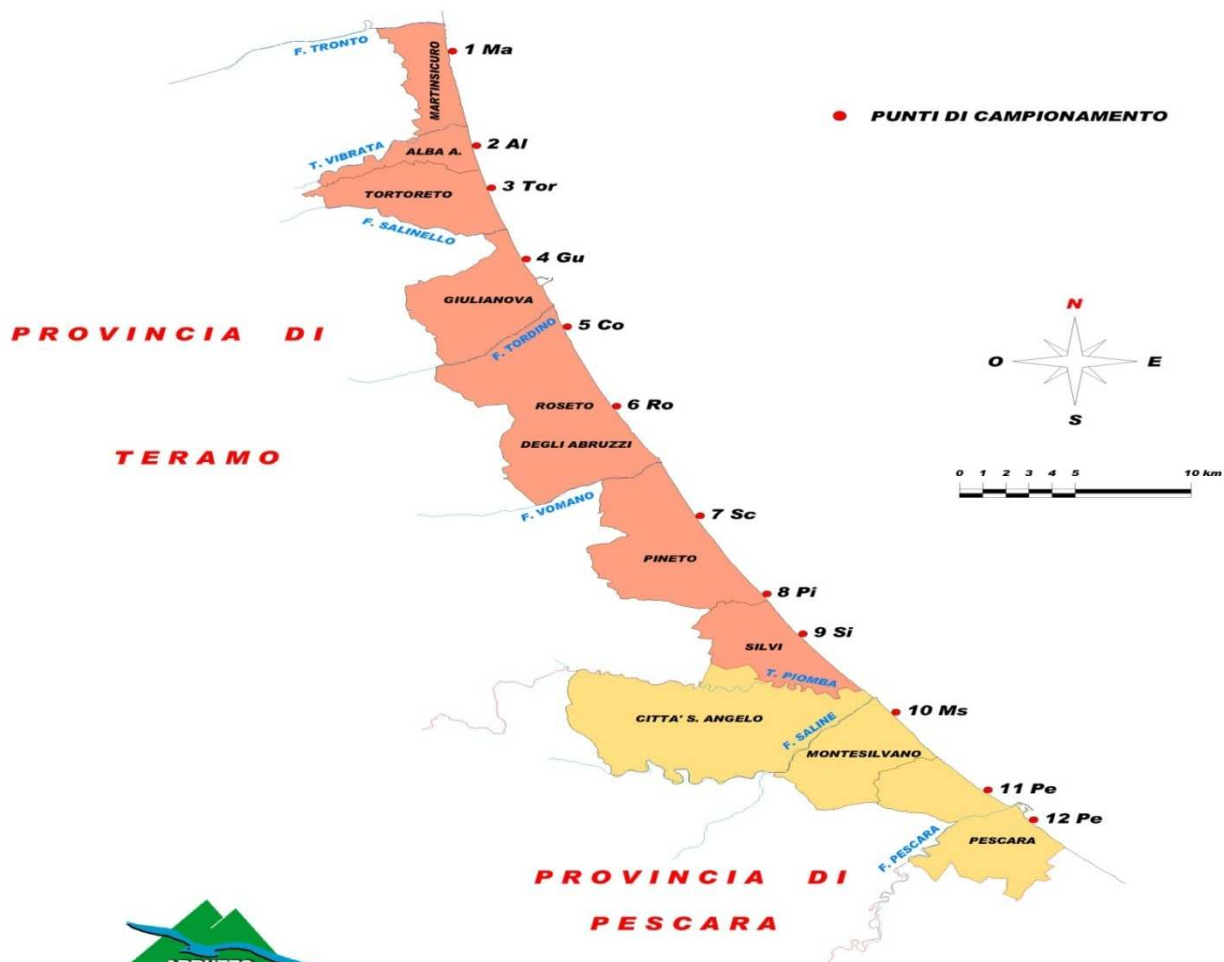 F. TRONTO
1 Ma
MARTINSICURO
PUNTI DI CAMPIONAMENTO
T. VIBRATA
ALBA A.
2 Al
TORTORETO
3 Tor
F. SALINELLO
4 Gu
GIULIANOVA
N
PROVINCIA DI
F. TORDINO
5 Co
O
E
ROSETO
6 Ro
S
DEGLI ABRUZZI
TERAMO
0 1 2 3 4 5 10 km
F. VOMANO
7 Sc
PINETO
8 Pi
9 Si
SILVI
T. PIOMBA
CITTA' S. ANGELO
10 Ms
F. SALINE
MONTESILVANO
11 Pe
12 Pe
F. PESCARA
PESCARA
PROVINCIA DI
PESCARA